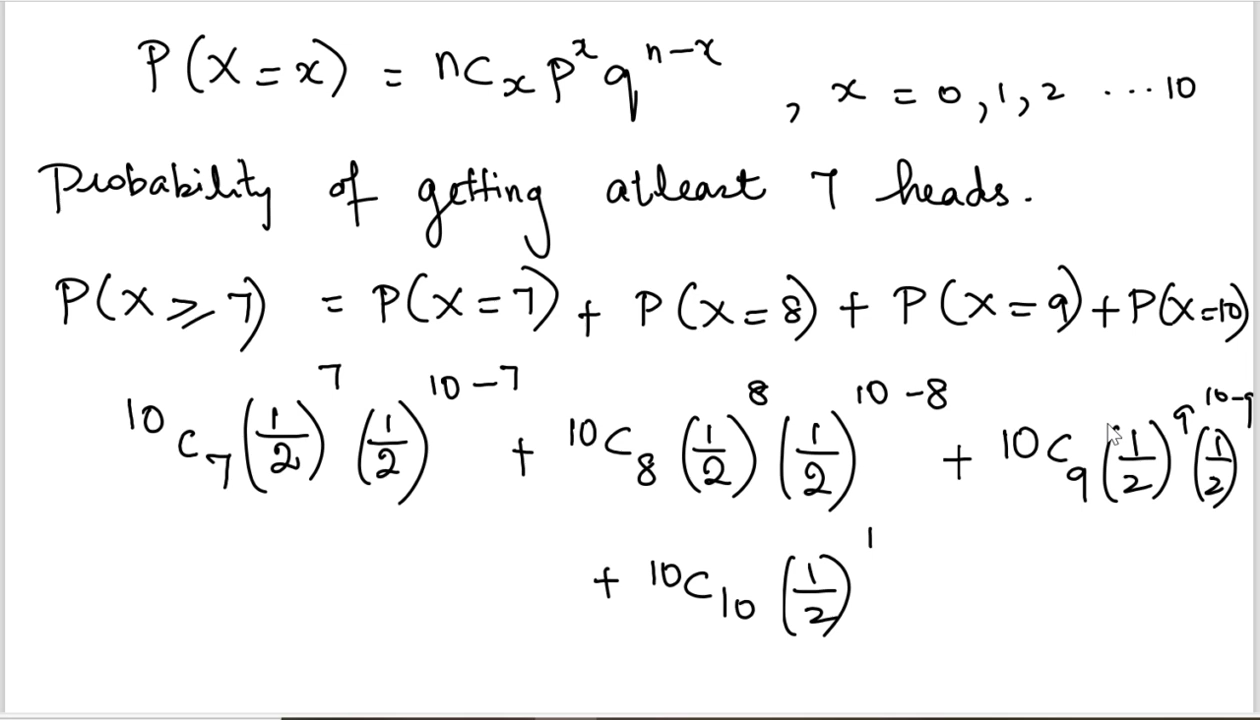 P(X=x) = nCx p^x q^n-x , x = 0,1,2 ...10
Probability of getting atleast 7 heads.
P(X⩾7) = P(X=7) + P(X=8) + P(X=9) + P(X=10)
10C7 (1/2)^7 (1/2)^10-7 + 10C8 (1/2)^8 (1/2)^10-8 + 10C9 (1/2)^9 (1/2)^10-9
+ 10C10 (1/2)^1